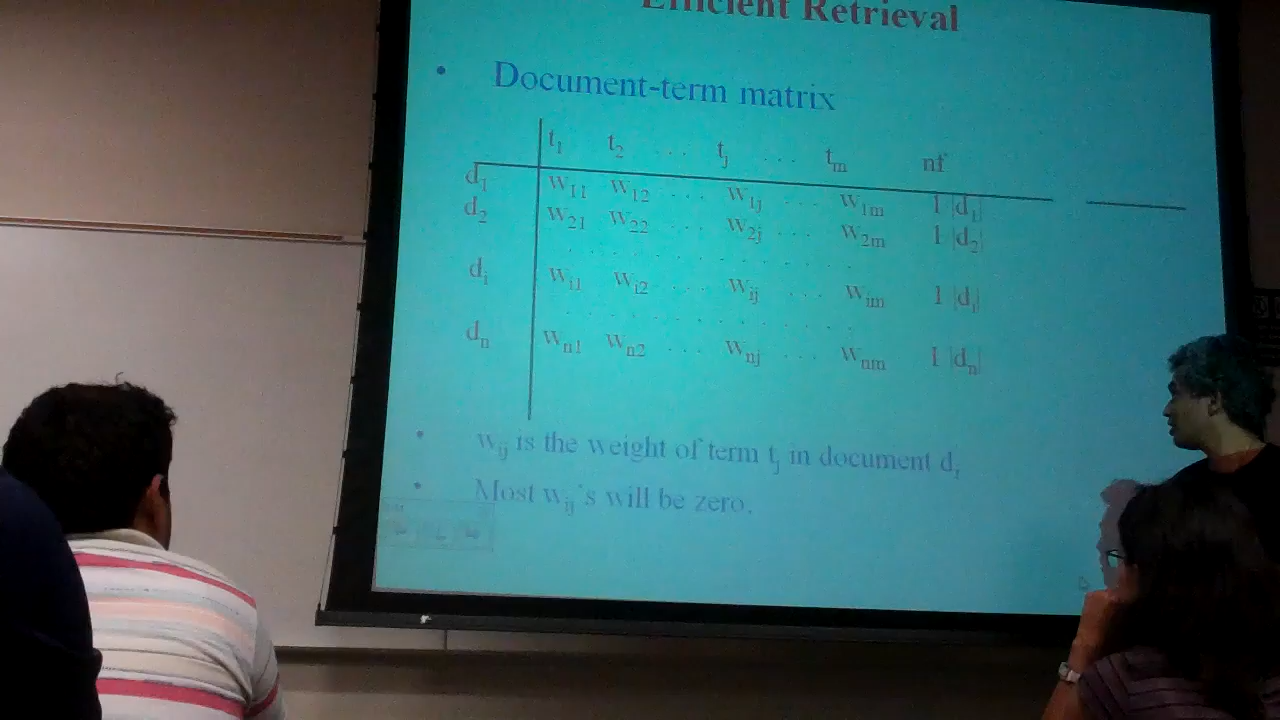 Efficient Retrieval
• Document-term matrix
t1 t2 . . . tj . . . tm nf
d1 w11 w12 . . . w1j . . . w1m 1 |d1|
d2 w21 w22 . . . w2j . . . w2m 1 |d2|
. . . . . . . . . . . . . .
di wi1 wi2 . . . wij . . . wim 1 |di|
. . . . . . . . . . . . . .
dn wn1 wn2 . . . wnj . . . wnm 1 |dn|
• wij is the weight of term tj in document di
• Most wij's will be zero.